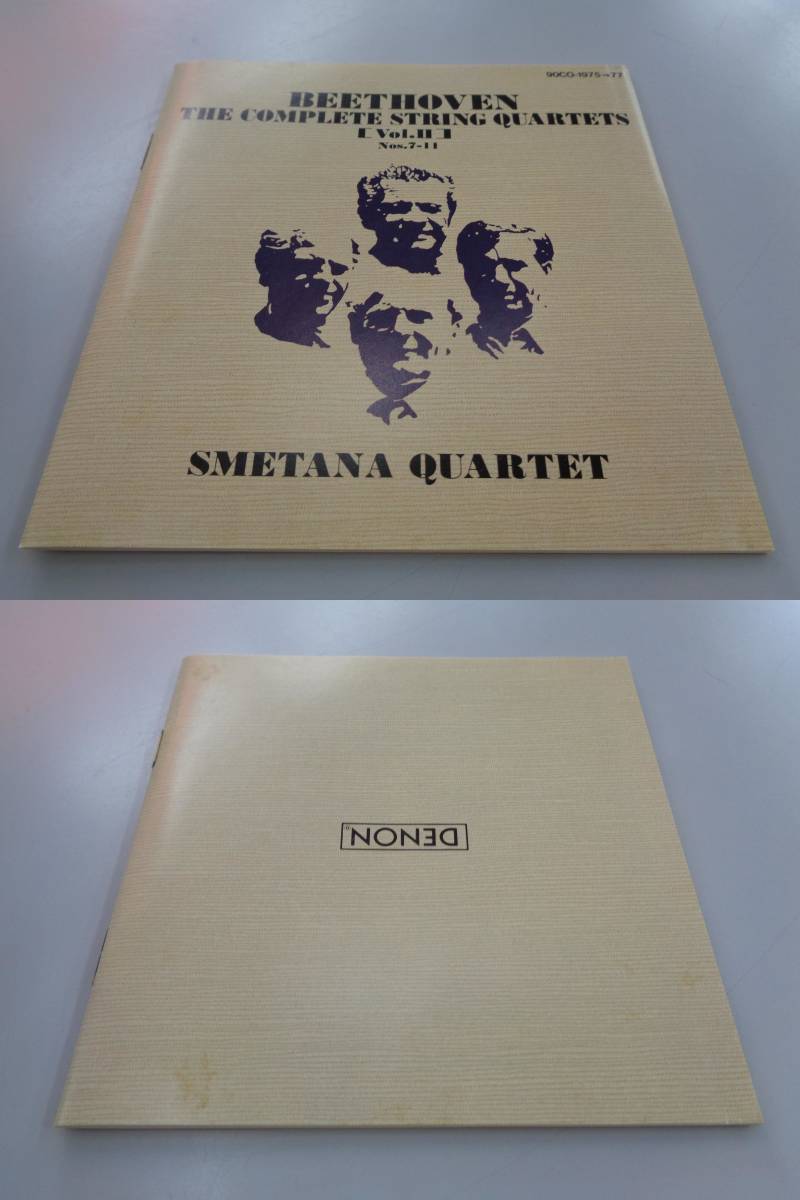 90CO-1975→77
BEETHOVEN
THE COMPLETE STRING QUARTETS
[Vol.II]
Nos.7-11
SMETANA QUARTET
DENON®